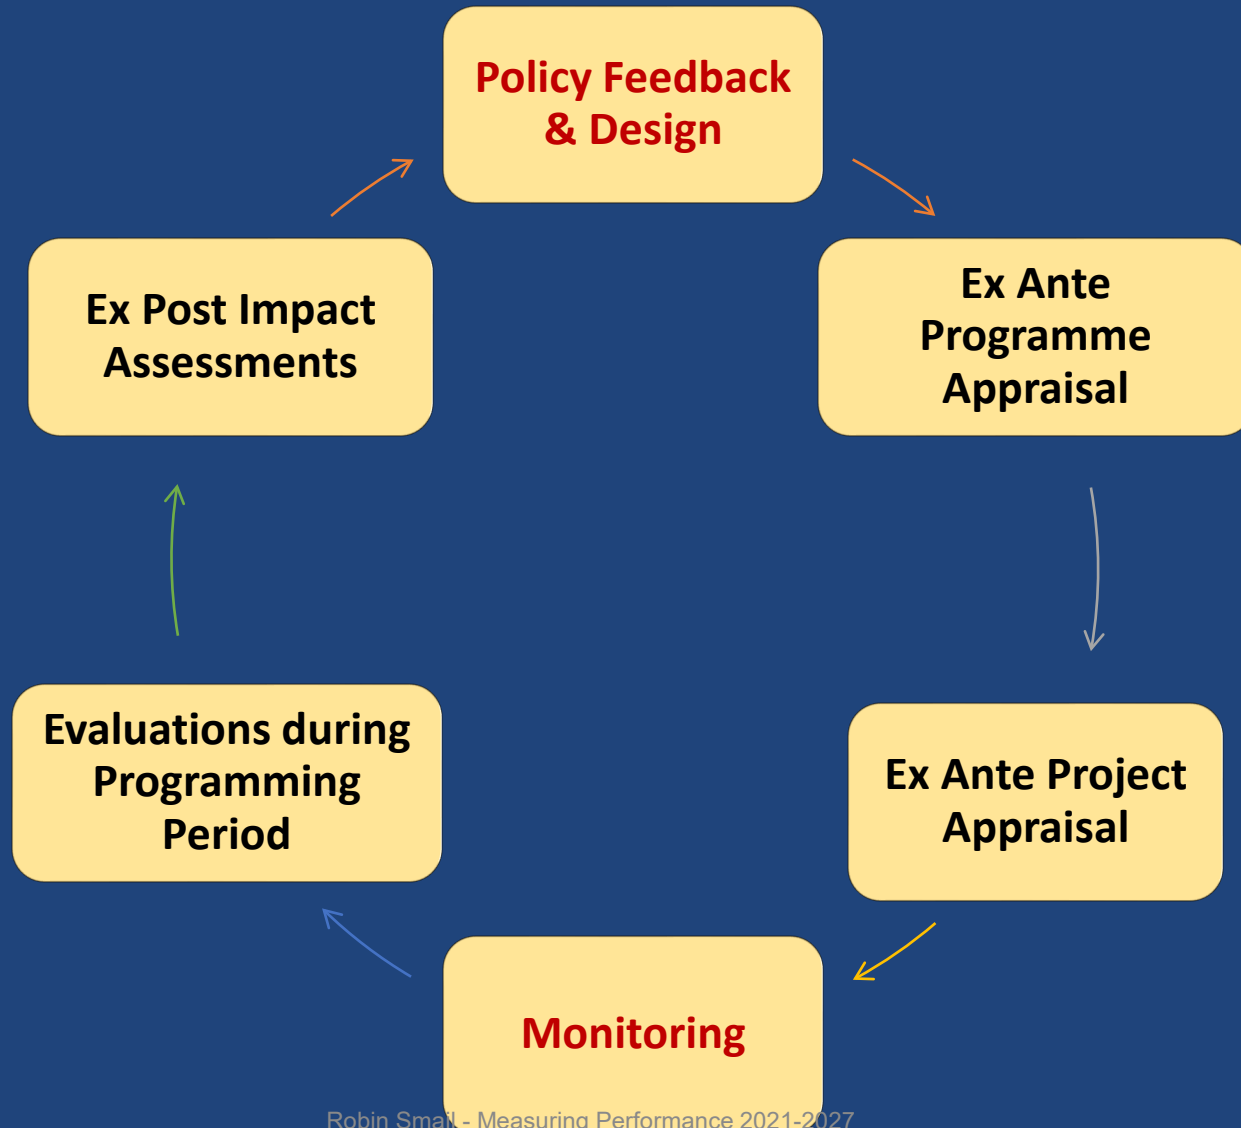 Policy Feedback
& Design
Ex Ante
Programme
Appraisal
Ex Ante Project
Appraisal
Monitoring
Evaluations during
Programming
Period
Ex Post Impact
Assessments
Robin Smail - Measuring Performance 2021-2027